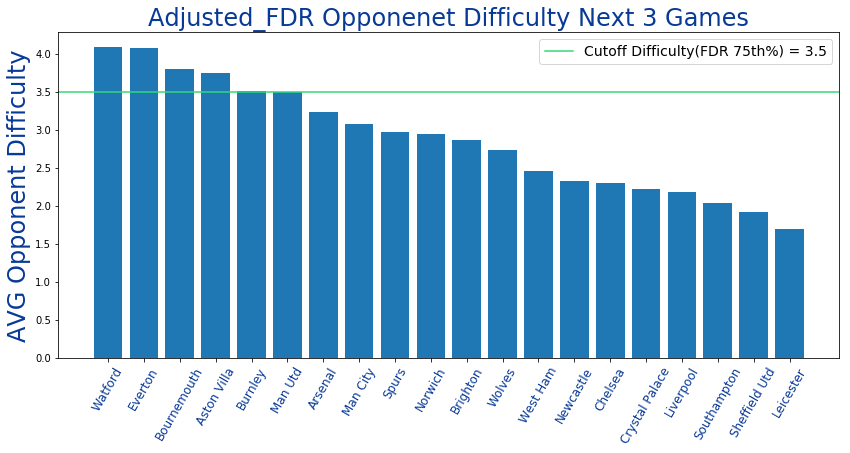 Adjusted_FDR Opponenet Difficulty Next 3 Games
Cutoff Difficulty(FDR 75th%) = 3.5
AVG Opponent Difficulty
4.0
3.5
3.0
2.5
2.0
1.5
1.0
0.5
0.0
Watford
Everton
Bournemouth
Aston Villa
Burnley
Man Utd
Arsenal
Man City
Spurs
Norwich
Brighton
Wolves
West Ham
Newcastle
Chelsea
Crystal Palace
Liverpool
Southampton
Sheffield Utd
Leicester